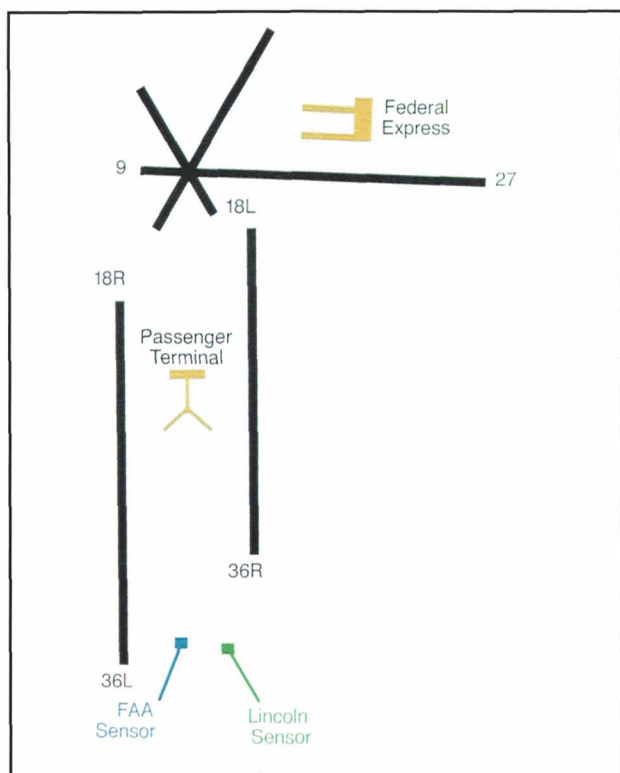 Federal
Express
9
27
18L
18R
Passenger
Terminal
36R
36L
FAA
Sensor
Lincoln
Sensor